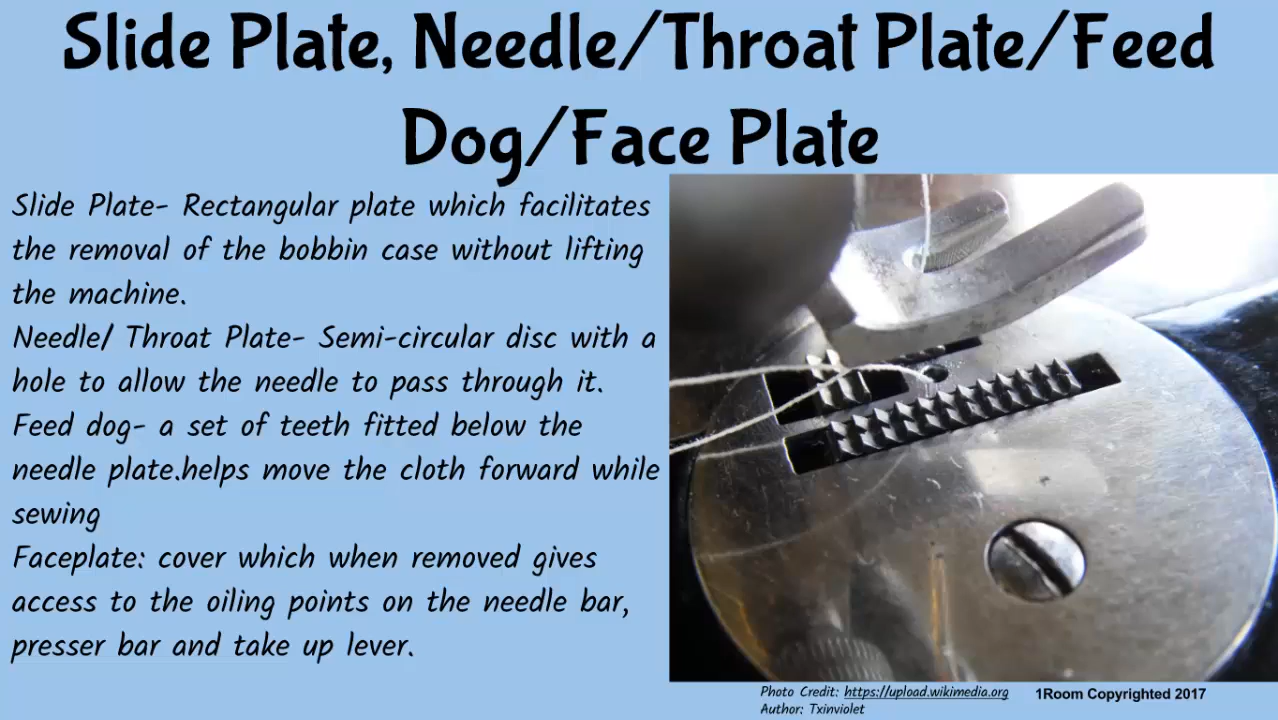 Slide Plate, Needle/Throat Plate/Feed
Dog/Face Plate
Slide Plate- Rectangular plate which facilitates
the removal of the bobbin case without lifting
the machine.
Needle/ Throat Plate- Semi-circular disc with a
hole to allow the needle to pass through it.
Feed dog- a set of teeth fitted below the
needle plate.helps move the cloth forward while
sewing
Faceplate: cover which when removed gives
access to the oiling points on the needle bar,
presser bar and take up lever.
Photo Credit: https://upload.wikimedia.org
Author: Txinviolet
1Room Copyrighted 2017